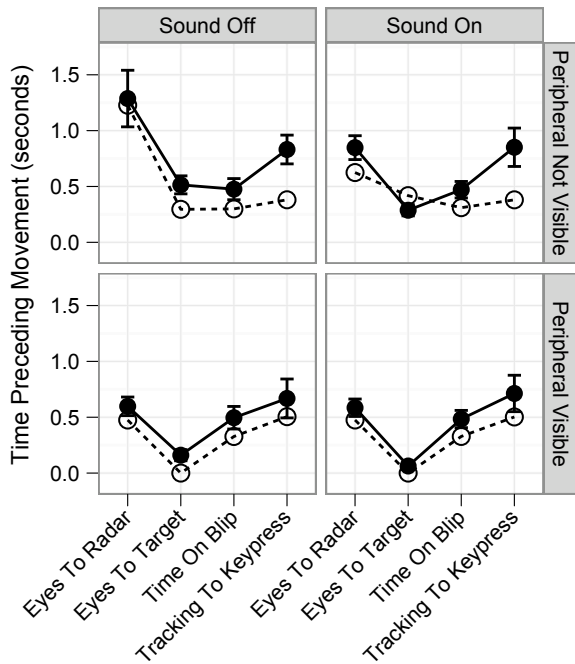 Sound Off
Sound On
Time Preceding Movement (seconds)
1.5
1.0
0.5
0.0
Peripheral Not Visible
1.5
1.0
0.5
0.0
Peripheral Visible
Eyes To Radar
Eyes To Target
Time On Blip
Tracking To Keypress
Eyes To Radar
Eyes To Target
Time On Blip
Tracking To Keypress